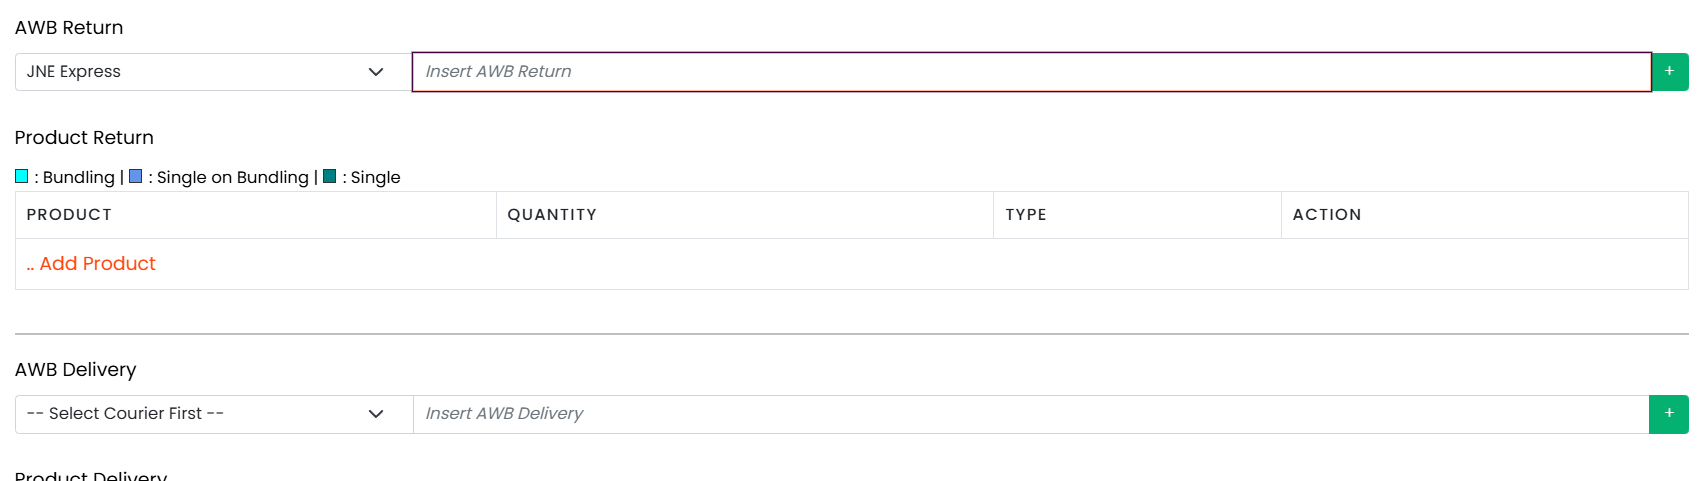 AWB Return
JNE Express Insert AWB Return +
Product Return
: Bundling | : Single on Bundling | : Single
PRODUCT QUANTITY TYPE ACTION
.. Add Product
AWB Delivery
-- Select Courier First -- Insert AWB Delivery +
Product Delivery